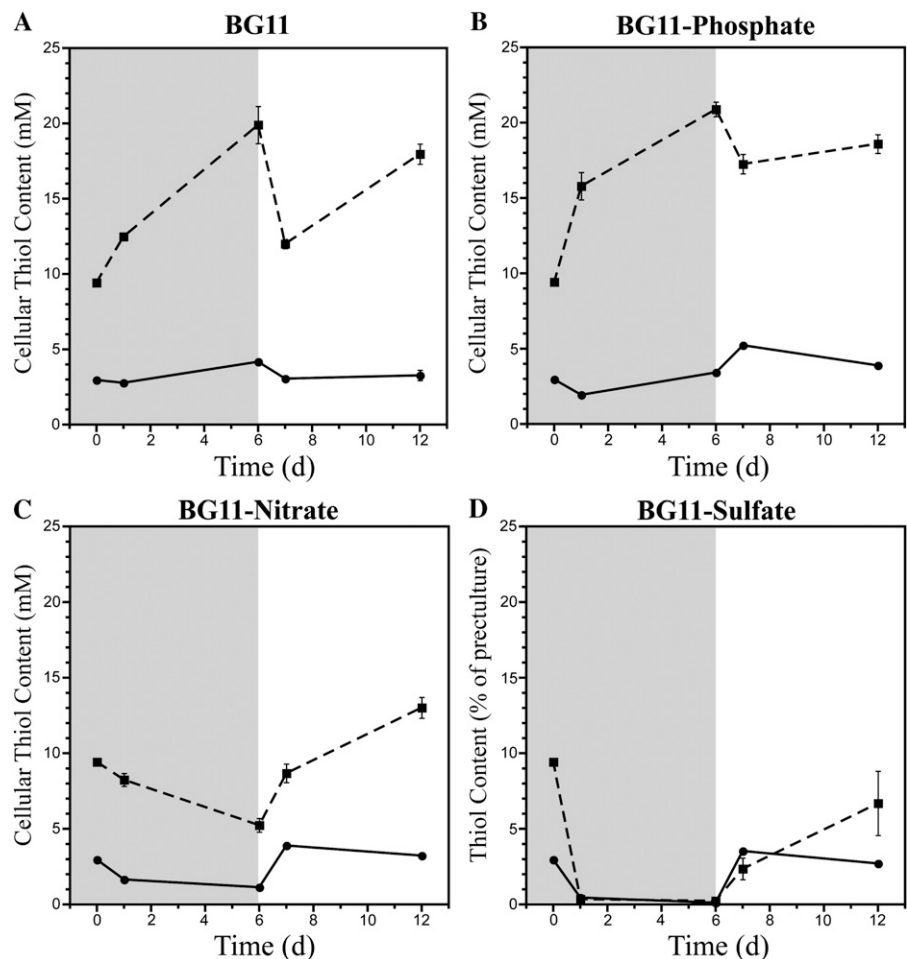 A
BG11
Cellular Thiol Content (mM)
25
20
15
10
5
0
0 2 4 6 8 10 12
Time (d)
B
BG11-Phosphate
Cellular Thiol Content (mM)
25
20
15
10
5
0
0 2 4 6 8 10 12
Time (d)
C
BG11-Nitrate
Cellular Thiol Content (mM)
25
20
15
10
5
0
0 2 4 6 8 10 12
Time (d)
D
BG11-Sulfate
Thiol Content (% of prectulture)
25
20
15
10
5
0
0 2 4 6 8 10 12
Time (d)